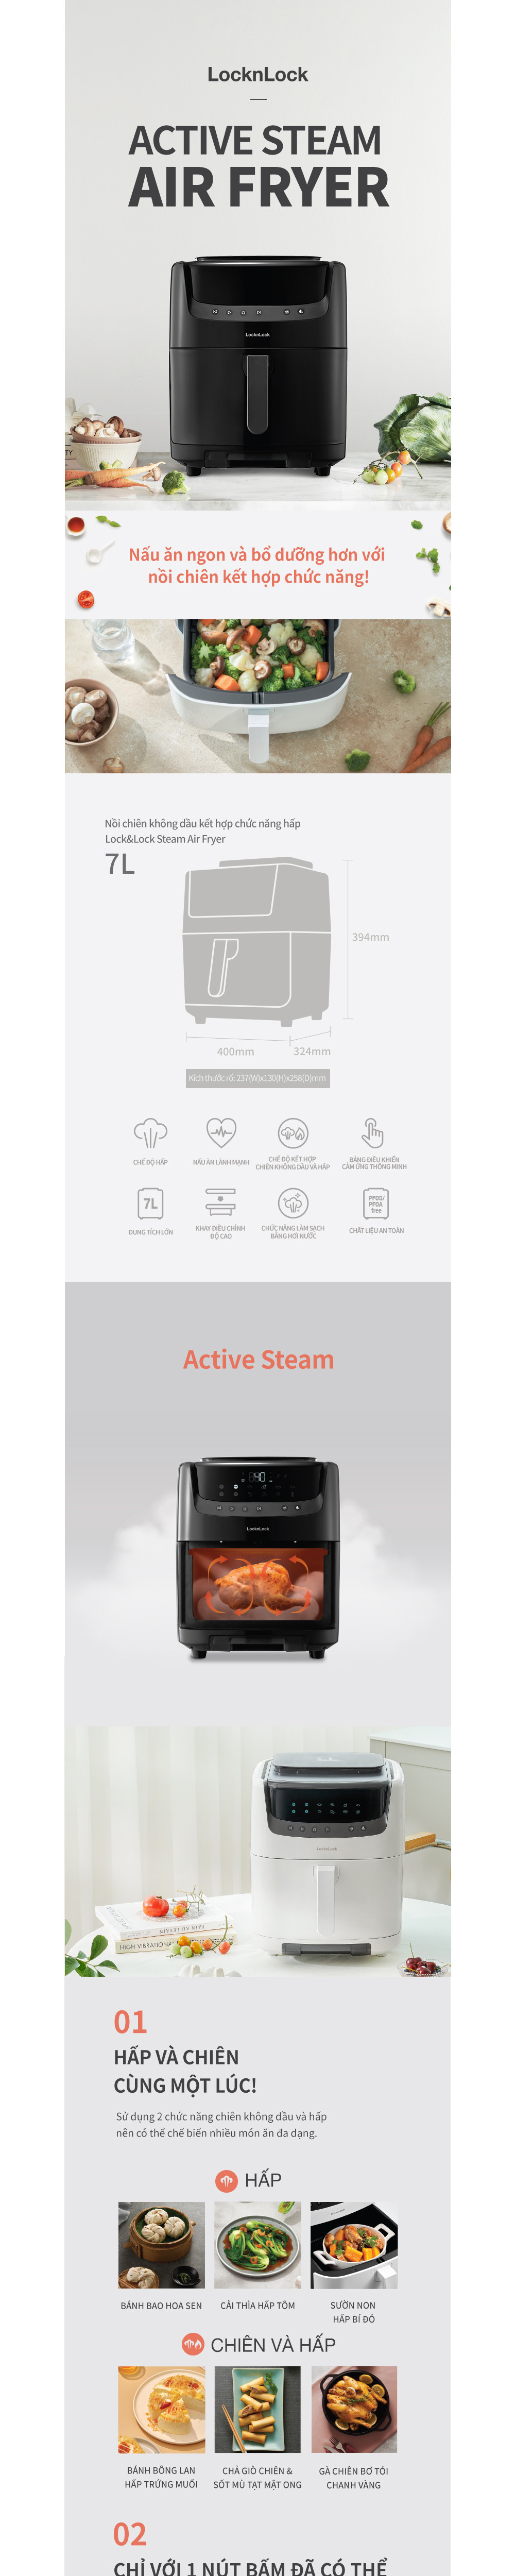 LocknLock
ACTIVE STEAM
AIR FRYER
LocknLock
Nấu ăn ngon và bổ dưỡng hơn với
nồi chiên kết hợp chức năng!
Nồi chiên không dầu kết hợp chức năng hấp
Lock&Lock Steam Air Fryer
7L
394mm
400mm
324mm
Kích thước rổ: 237(W)x130(H)x258(D)mm
CHẾ ĐỘ HẤP
NẤU ĂN LÀNH MẠNH
CHẾ ĐỘ KẾT HỢP
CHIÊN KHÔNG DẦU VÀ HẤP
BẢNG ĐIỀU KHIỂN
CẢM ỨNG THÔNG MINH
7L
PFOS/
PFOA
free
DUNG TÍCH LỚN
KHAY ĐIỀU CHỈNH
ĐỘ CAO
CHỨC NĂNG LÀM SẠCH
BẰNG HƠI NƯỚC
CHẤT LIỆU AN TOÀN
Active Steam
LocknLock
LocknLock
HIGH VIBRATIONAL
01
HẤP VÀ CHIÊN
CÙNG MỘT LÚC!
Sử dụng 2 chức năng chiên không dầu và hấp
nên có thể chế biến nhiều món ăn đa dạng.
HẤP
BÁNH BAO HOA SEN
CẢI THÌA HẤP TÔM
SƯỜN NON
HẤP BÍ ĐỎ
CHIÊN VÀ HẤP
BÁNH BÔNG LAN
HẤP TRỨNG MUỐI
CHẢ GIÒ CHIÊN &
SỐT MÙ TẠT MẬT ONG
GÀ CHIÊN BƠ TỎI
CHANH VÀNG
02
CHỈ VỚI 1 NÚT BẤM ĐÃ CÓ THỂ